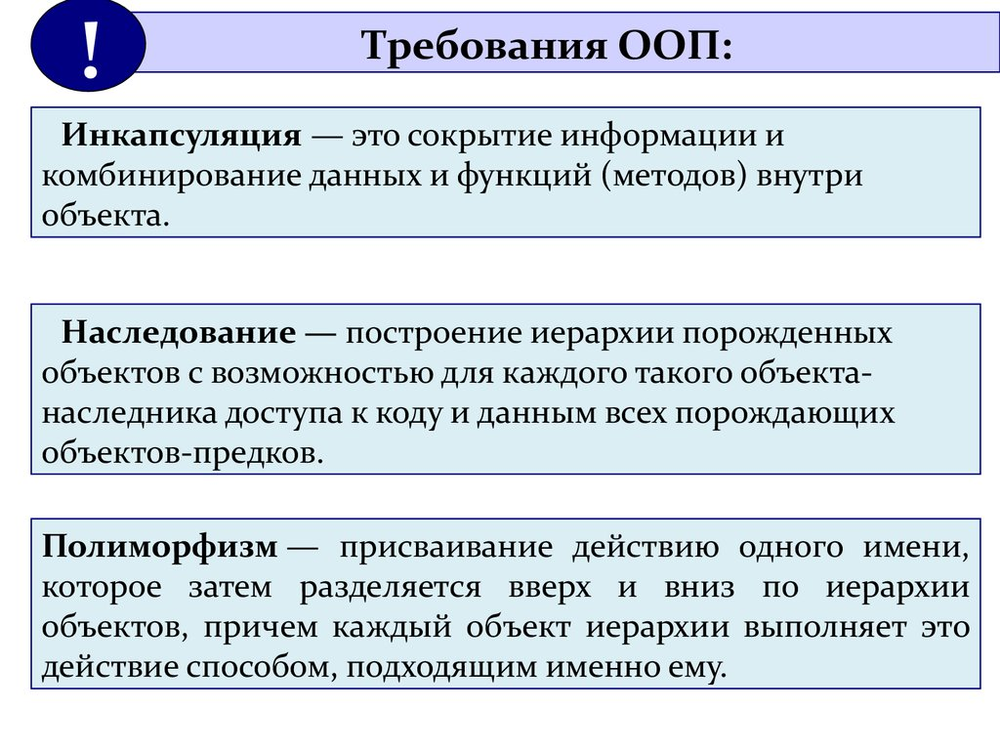 !
Требования ООП:
Инкапсуляция — это сокрытие информации и
комбинирование данных и функций (методов) внутри
объекта.
Наследование — построение иерархии порожденных
объектов с возможностью для каждого такого объекта-
наследника доступа к коду и данным всех порождающих
объектов-предков.
Полиморфизм — присваивание действию одного имени,
которое затем разделяется вверх и вниз по иерархии
объектов, причем каждый объект иерархии выполняет это
действие способом, подходящим именно ему.